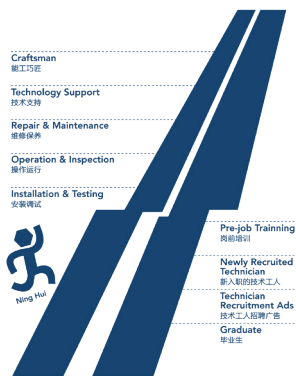 Craftsman
能工巧匠
Technology Support
技术支持
Repair & Maintenance
维修保养
Operation & Inspection
操作运行
Installation & Testing
安装调试
Ning Hui
Pre-job Trainning
岗前培训
Newly Recruited
Technician
新入职的技术工人
Technician
Recruitment Ads
技术工人招聘广告
Graduate
毕业生